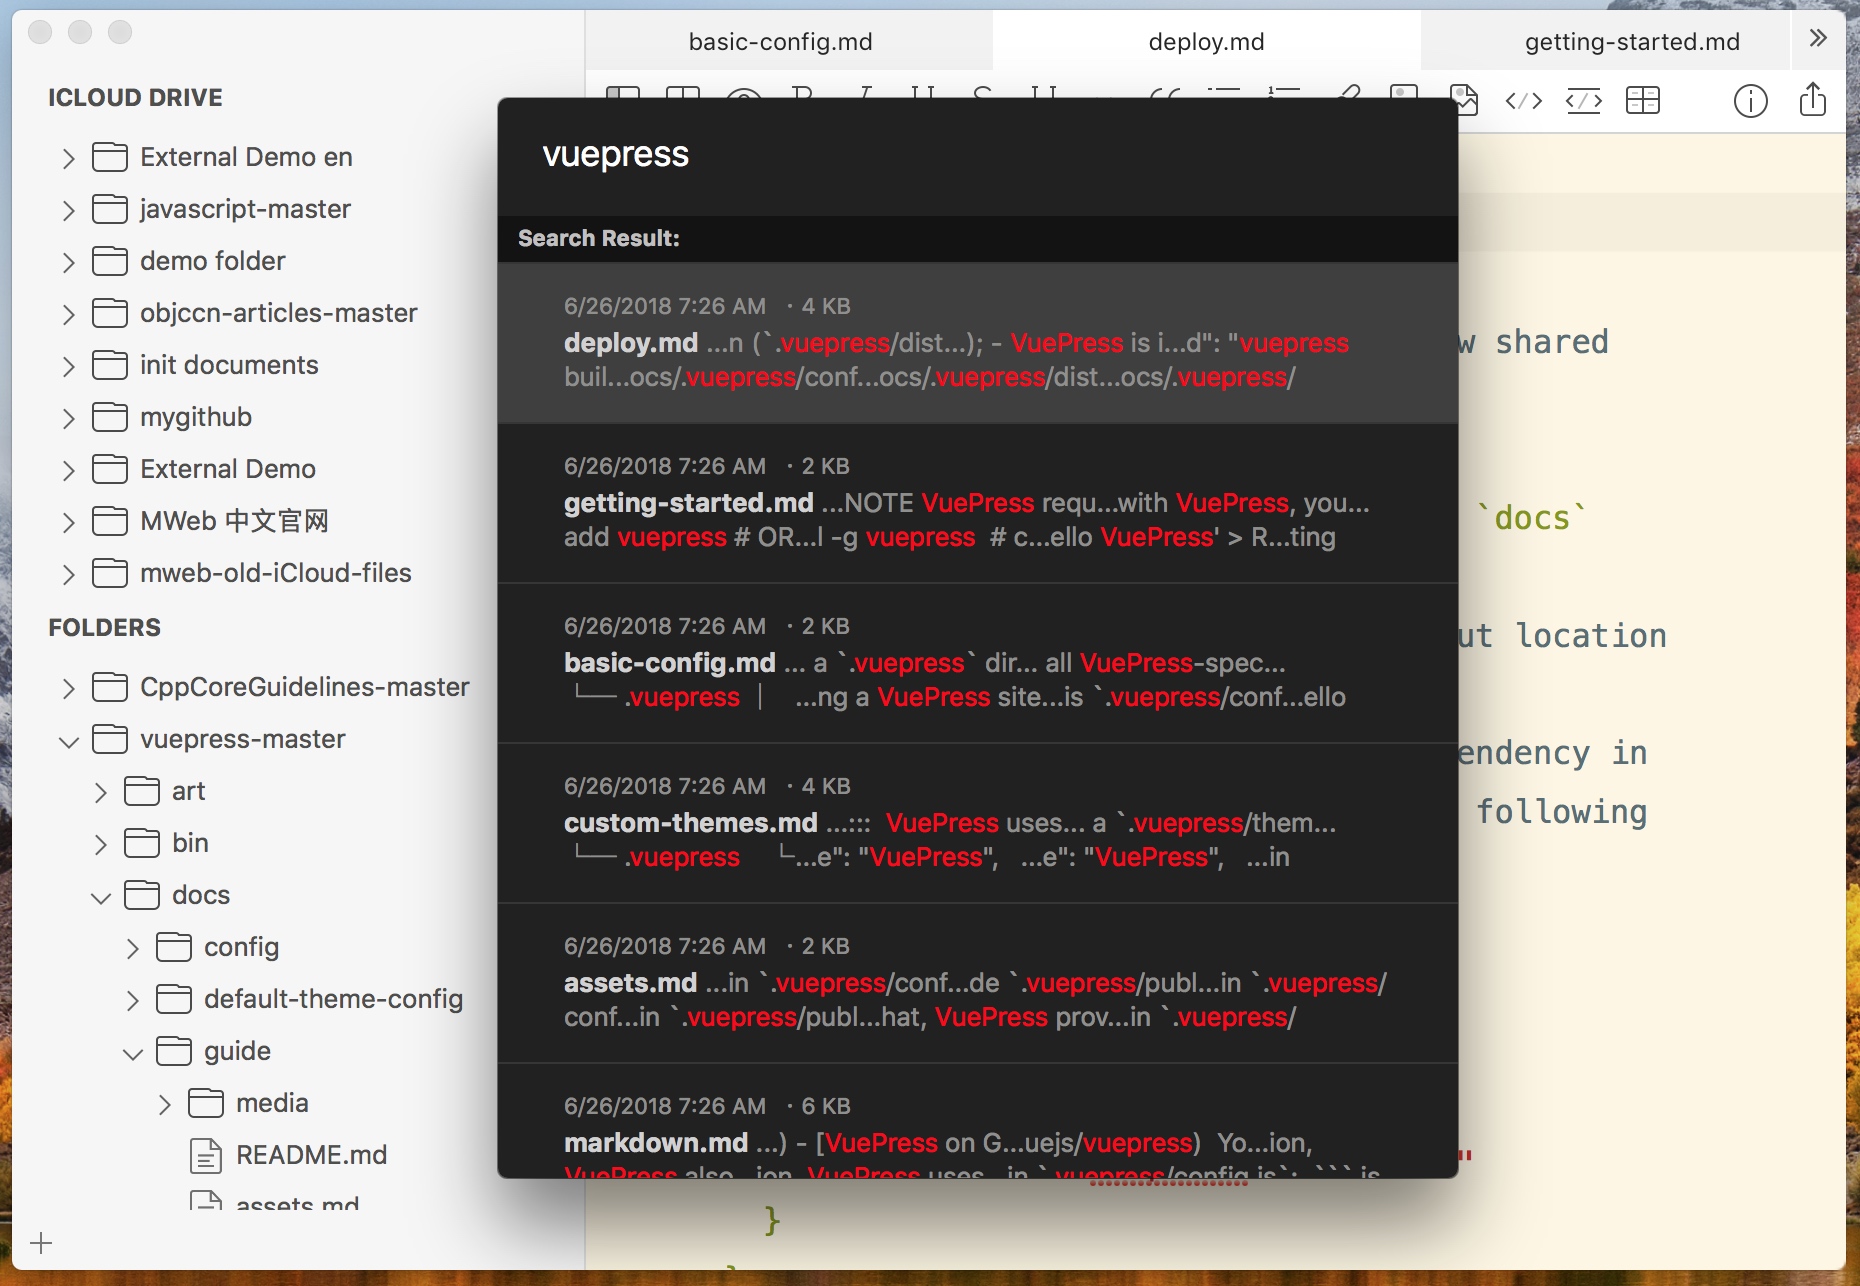 ICLOUD DRIVE
External Demo en
javascript-master
demo folder
objccn-articles-master
init documents
mygithub
External Demo
MWeb 中文官网
mweb-old-iCloud-files
FOLDERS
CppCoreGuidelines-master
vuepress-master
art
bin
docs
config
default-theme-config
guide
media
README.md
assets.md
basic-config.md
deploy.md
getting-started.md
vuepress
Search Result:
6/26/2018 7:26 AM · 4 KB
deploy.md ...n (`.vuepress/dist...); - VuePress is i...d": "vuepress
buil...ocs/.vuepress/conf...ocs/.vuepress/dist...ocs/.vuepress/
6/26/2018 7:26 AM · 2 KB
getting-started.md ...NOTE VuePress requ...with VuePress, you...
add vuepress # OR...l -g vuepress # c...ello VuePress' > R...ting
6/26/2018 7:26 AM · 2 KB
basic-config.md ... a `.vuepress` dir... all VuePress-spec...
└── .vuepress │ ...ng a VuePress site...is `.vuepress/conf...ello
6/26/2018 7:26 AM · 4 KB
custom-themes.md ...::: VuePress uses... a `.vuepress/them...
└── .vuepress └...e": "VuePress", ...e": "VuePress", ...in
6/26/2018 7:26 AM · 2 KB
assets.md ...in `.vuepress/conf...de `.vuepress/publ...in `.vuepress/
conf...in `.vuepress/publ...hat, VuePress prov...in `.vuepress/
6/26/2018 7:26 AM · 6 KB
markdown.md ...) - [VuePress on G...uejs/vuepress) Yo...ion,
VuePress also...ion, VuePress uses...in `.vuepress/config.js`: ```js
w shared
`docs`
ut location
endency in
following
"
}